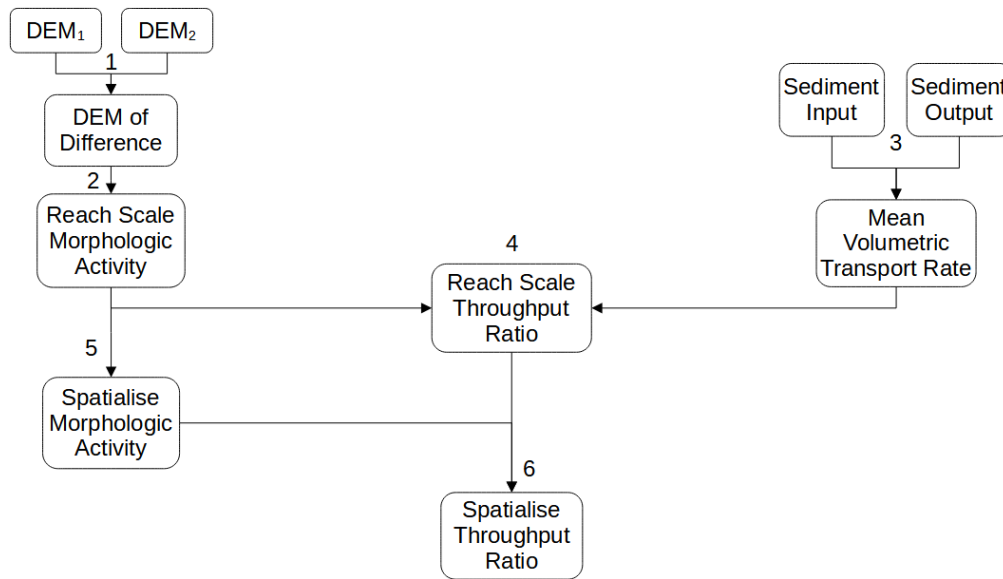 DEM₁
DEM₂
1
DEM of
Difference
2
Reach Scale
Morphologic
Activity
Sediment
Input
Sediment
Output
3
Mean
Volumetric
Transport Rate
4
Reach Scale
Throughput
Ratio
5
Spatialise
Morphologic
Activity
6
Spatialise
Throughput
Ratio